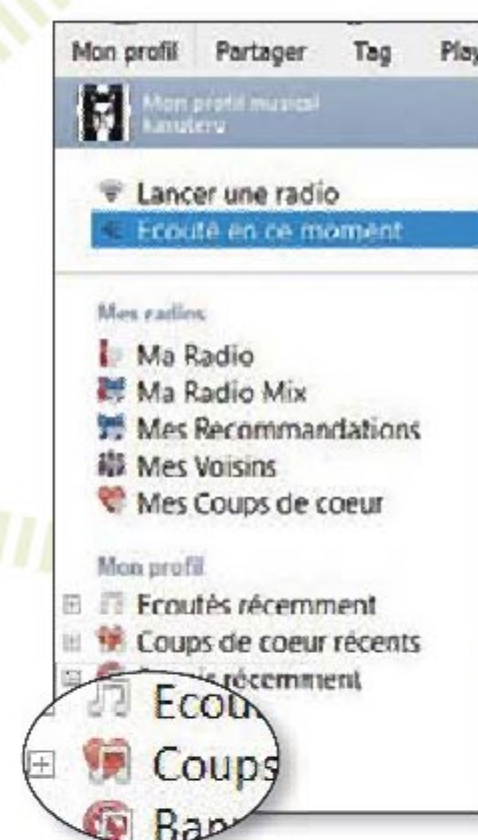 Mon profil Partager Tag Play
Mon profil musical
Lancer une radio
Ecouté en ce moment
Mes radios
Ma Radio
Ma Radio Mix
Mes Recommandations
Mes Voisins
Mes Coups de coeur
Mon profil
Ecoutés récemment
Coups de coeur récents
récemment
Ecou
Coups
Ban